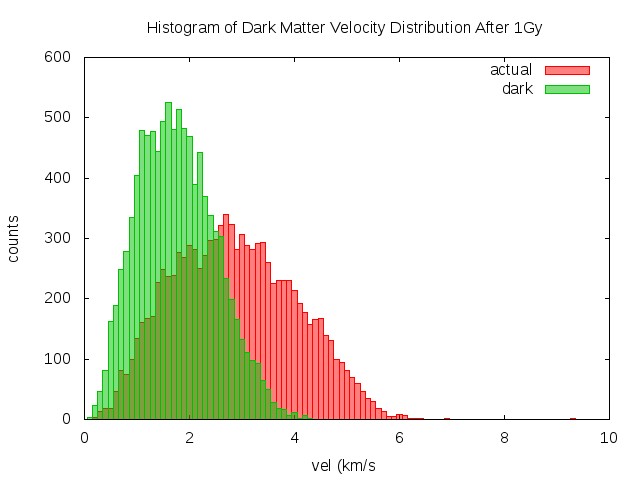 Histogram of Dark Matter Velocity Distribution After 1Gy
600
500
400
300
200
100
0
counts
actual
dark
0 2 4 6 8 10
vel (km/s